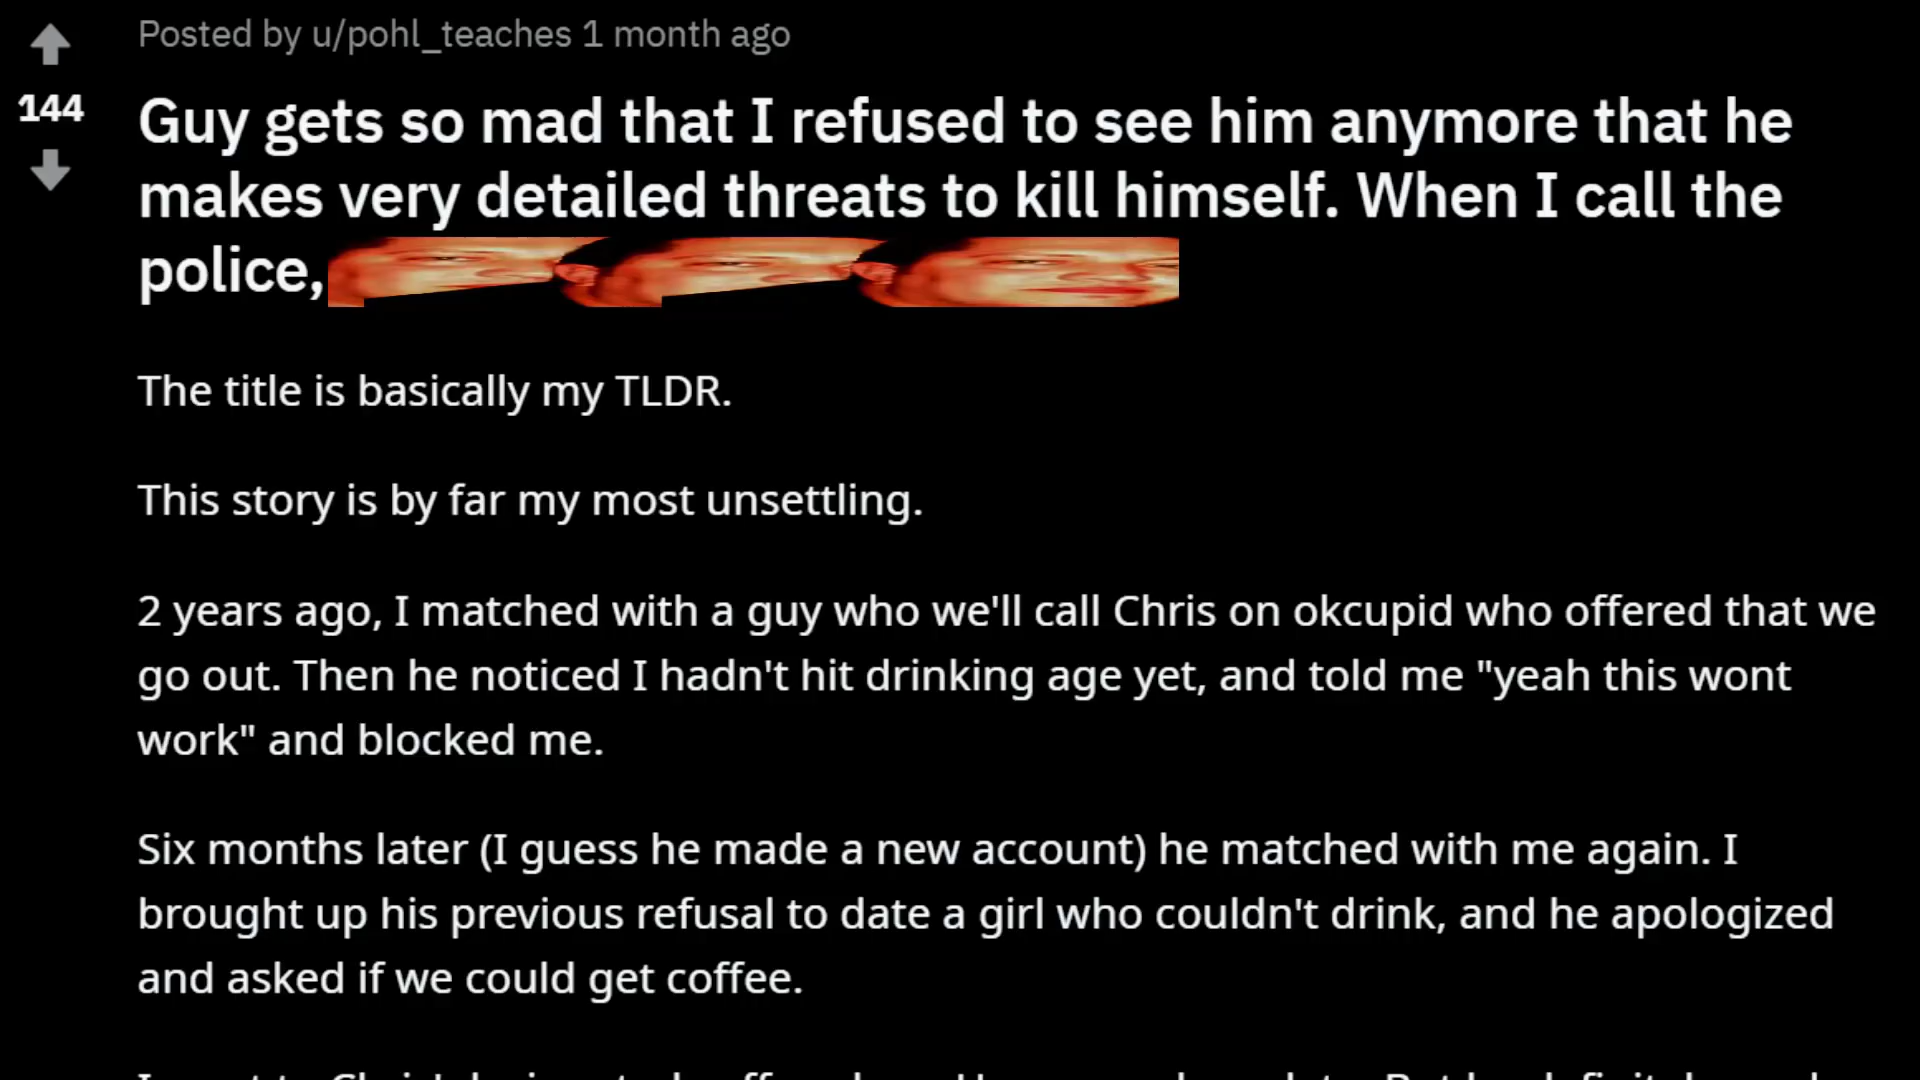 Posted by u/pohl_teaches 1 month ago
144
Guy gets so mad that I refused to see him anymore that he
makes very detailed threats to kill himself. When I call the
police,
The title is basically my TLDR.
This story is by far my most unsettling.
2 years ago, I matched with a guy who we'll call Chris on okcupid who offered that we
go out. Then he noticed I hadn't hit drinking age yet, and told me "yeah this wont
work" and blocked me.
Six months later (I guess he made a new account) he matched with me again. I
brought up his previous refusal to date a girl who couldn't drink, and he apologized
and asked if we could get coffee.